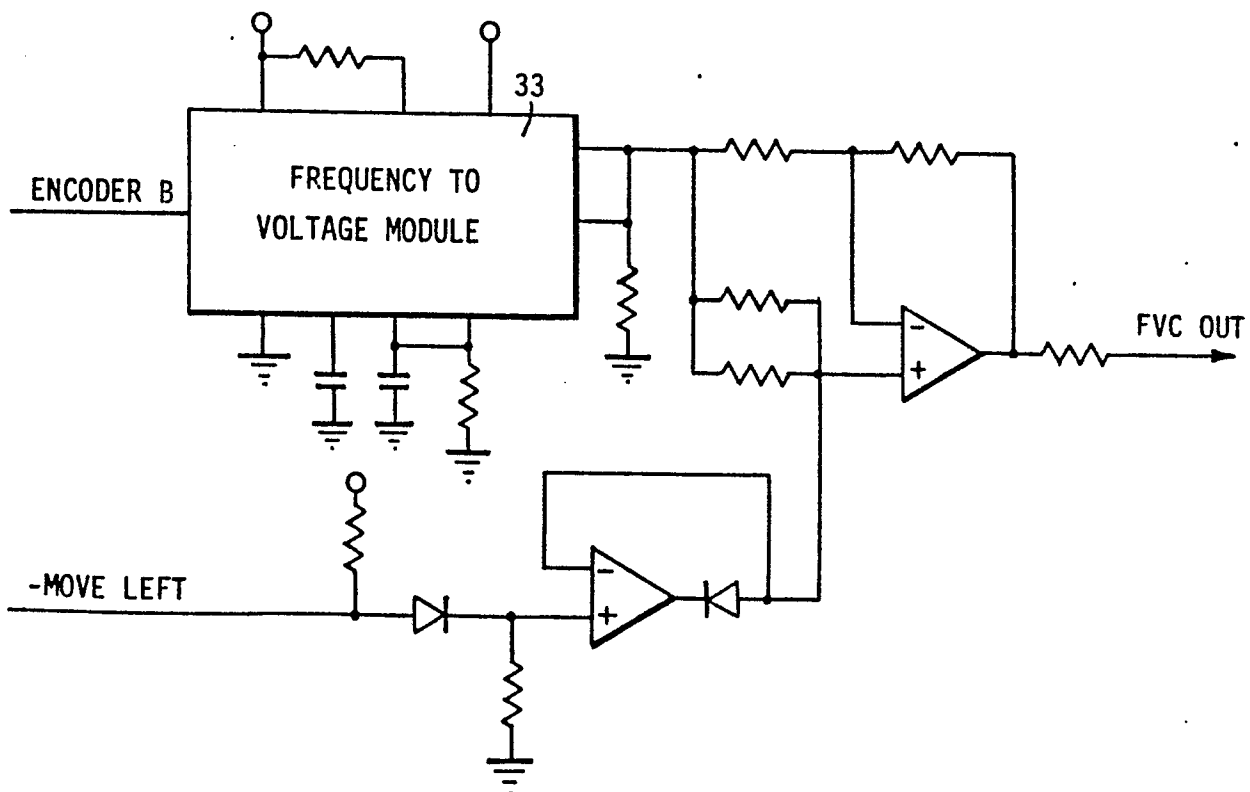 33
FREQUENCY TO
VOLTAGE MODULE
ENCODER B
-
+
FVC OUT
-MOVE LEFT
-
+